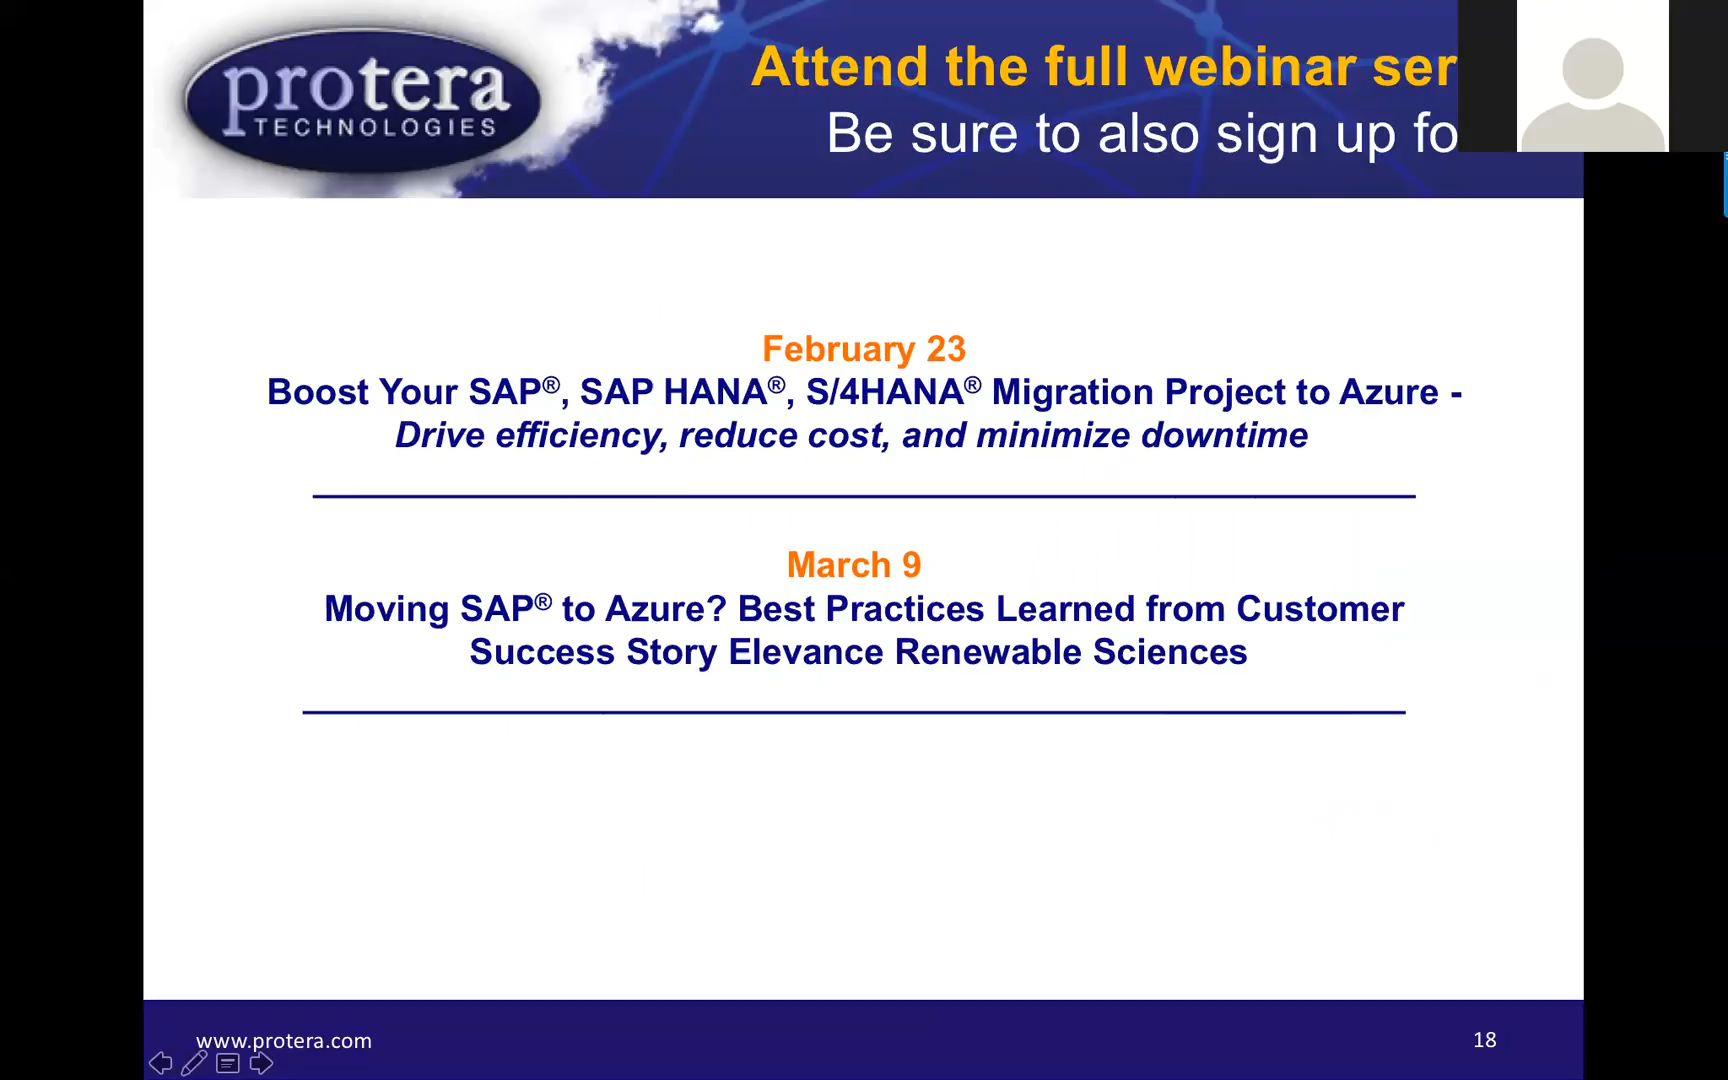 protera
TECHNOLOGIES
Attend the full webinar ser
Be sure to also sign up fo
February 23
Boost Your SAP®, SAP HANA®, S/4HANA® Migration Project to Azure -
Drive efficiency, reduce cost, and minimize downtime
March 9
Moving SAP® to Azure? Best Practices Learned from Customer
Success Story Elevance Renewable Sciences
www.protera.com
18